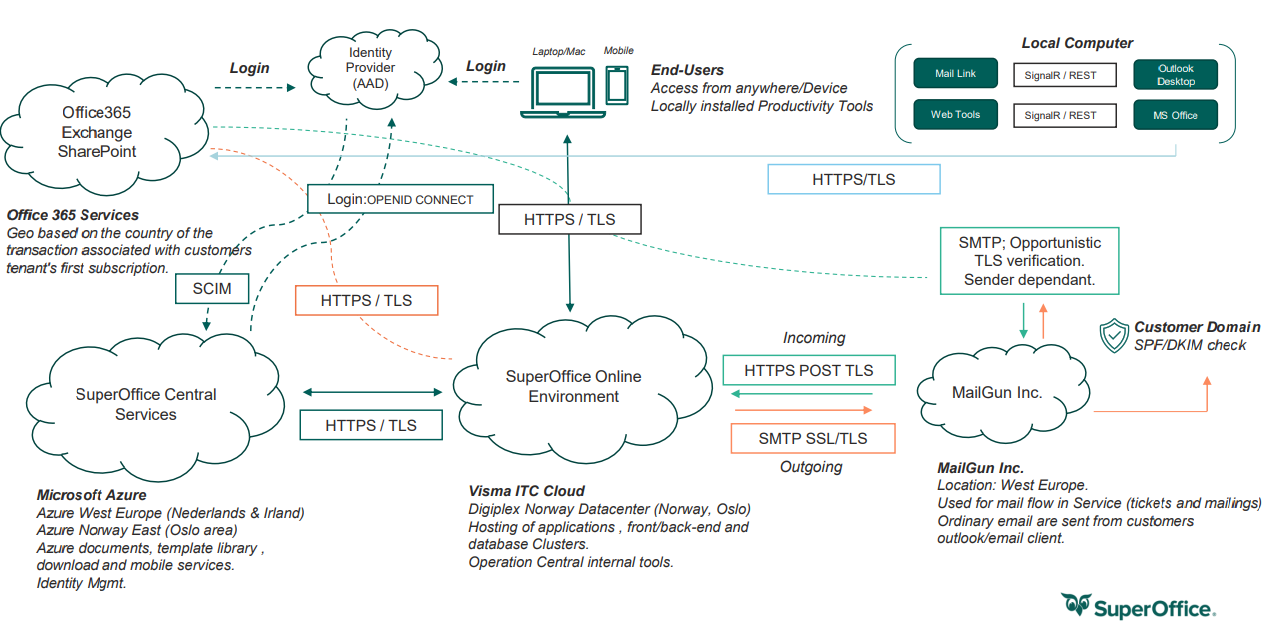 Laptop/Mac
Mobile
Local Computer
Identity
Provider
(AAD)
Login
Login
End-Users
Access from anywhere/Device
Locally installed Productivity Tools
Mail Link
SignalR / REST
Outlook
Desktop
Web Tools
SignalR / REST
MS Office
Office365
Exchange
SharePoint
HTTPS/TLS
Login:OPENID CONNECT
HTTPS / TLS
Office 365 Services
Geo based on the country of the
transaction associated with customers
tenant's first subscription.
SMTP; Opportunistic
TLS verification.
Sender dependant.
SCIM
HTTPS / TLS
Customer Domain
SPF/DKIM check
SuperOffice Central
Services
HTTPS / TLS
SuperOffice Online
Environment
Incoming
HTTPS POST TLS
SMTP SSL/TLS
Outgoing
MailGun Inc.
Microsoft Azure
Azure West Europe (Nederlands & Irland)
Azure Norway East (Oslo area)
Azure documents, template library ,
download and mobile services.
Identity Mgmt.
Visma ITC Cloud
Digiplex Norway Datacenter (Norway, Oslo)
Hosting of applications , front/back-end and
database Clusters.
Operation Central internal tools.
MailGun Inc.
Location: West Europe.
Used for mail flow in Service (tickets and mailings)
Ordinary email are sent from customers
outlook/email client.
SuperOffice.